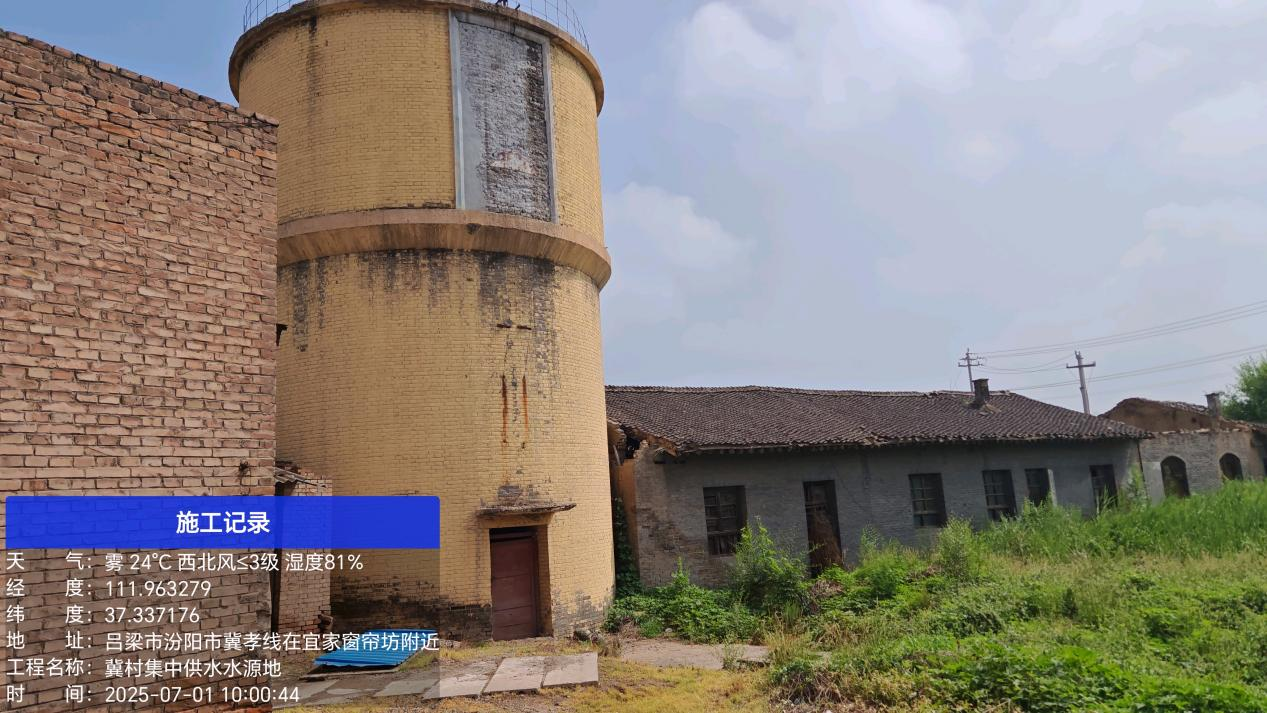 施工记录
天 气：雾 24℃ 西北风≤3级 湿度81%
经 度：111.963279
纬 度：37.337176
地 址：吕梁市汾阳市冀孝线在宜家窗帘坊附近
工程名称：冀村集中供水水源地
时 间：2025-07-01 10:00:44